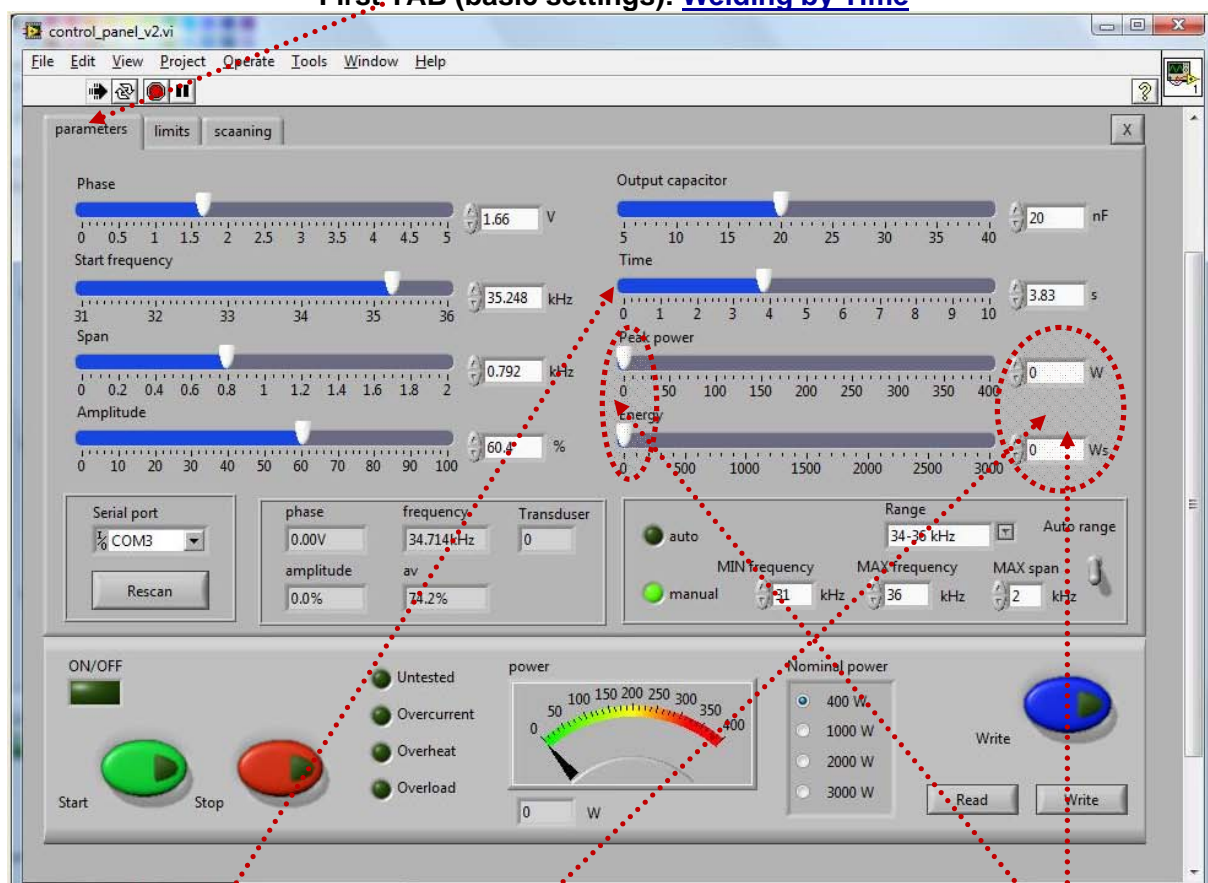 First TAB (basic settings): Welding by Time
control_panel_v2.vi
File Edit View Project Operate Tools Window Help
1
parameters limits scaaning X
Phase
1.66 V
0 0.5 1 1.5 2 2.5 3 3.5 4 4.5 5
Start frequency
35.248 kHz
31 32 33 34 35 36
Span
0.792 kHz
0 0.2 0.4 0.6 0.8 1 1.2 1.4 1.6 1.8 2
Amplitude
60.4 %
0 10 20 30 40 50 60 70 80 90 100
Output capacitor
20 nF
5 10 15 20 25 30 35 40
Time
3.83 s
0 1 2 3 4 5 6 7 8 9 10
Peak power
0 W
0 50 100 150 200 250 300 350 400
Energy
0 Ws
0 500 1000 1500 2000 2500 3000
Serial port
COM3
Rescan
phase frequency Transduser
0.00V 34.714kHz 0
amplitude av
0.0% 74.2%
Range
auto 34-36 kHz Auto range
MIN frequency MAX frequency MAX span
manual 31 kHz 36 kHz 2 kHz
ON/OFF
Start Stop
Untested
Overcurrent
Overheat
Overload
power
0 50 100 150 200 250 300 350 400
0 W
Nominal power
400 W
1000 W
2000 W
3000 W
Write
Read Write